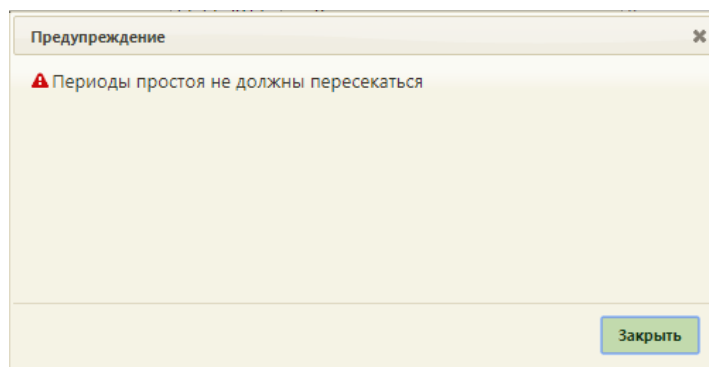 Предупреждение
Периоды простоя не должны пересекаться
Закрыть